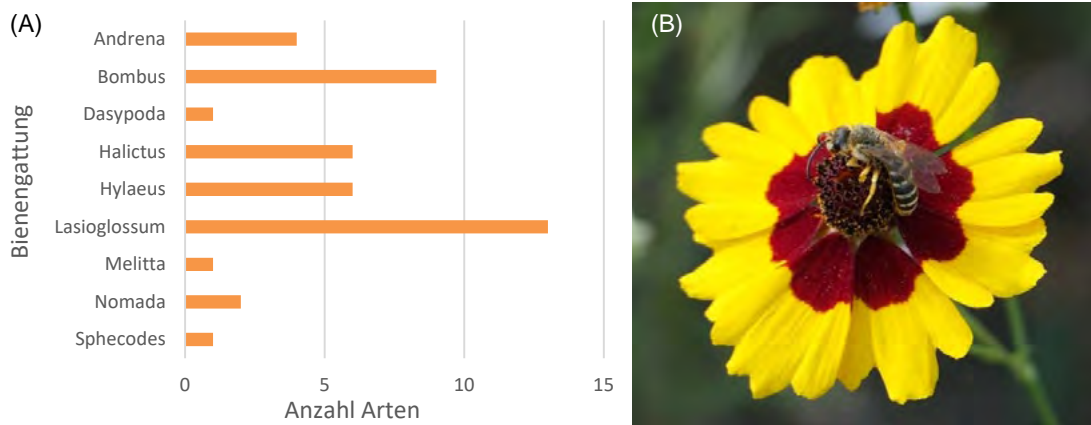 (A)
Bienengattung
Andrena
Bombus
Dasypoda
Halictus
Hylaeus
Lasioglossum
Melitta
Nomada
Sphecodes
0 5 10 15
Anzahl Arten
(B)